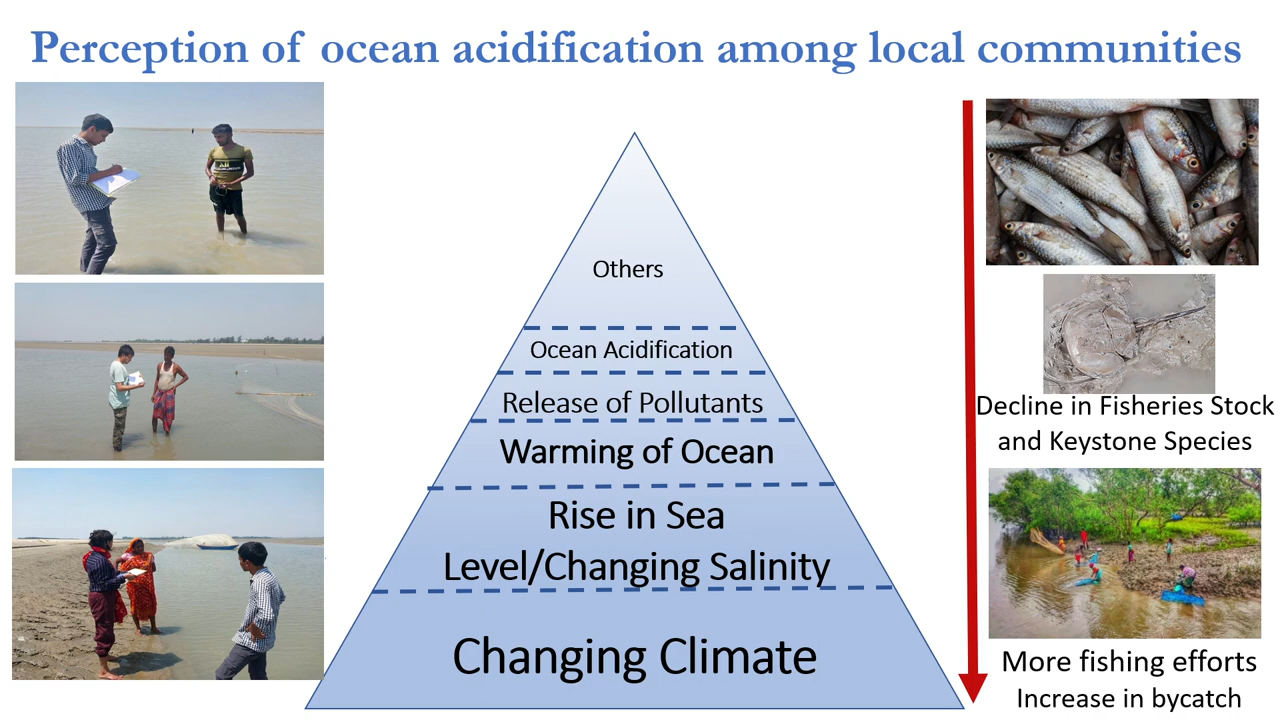 Perception of ocean acidification among local communities
Others
Ocean Acidification
Release of Pollutants
Warming of Ocean
Rise in Sea
Level/Changing Salinity
Changing Climate
Decline in Fisheries Stock
and Keystone Species
More fishing efforts
Increase in bycatch